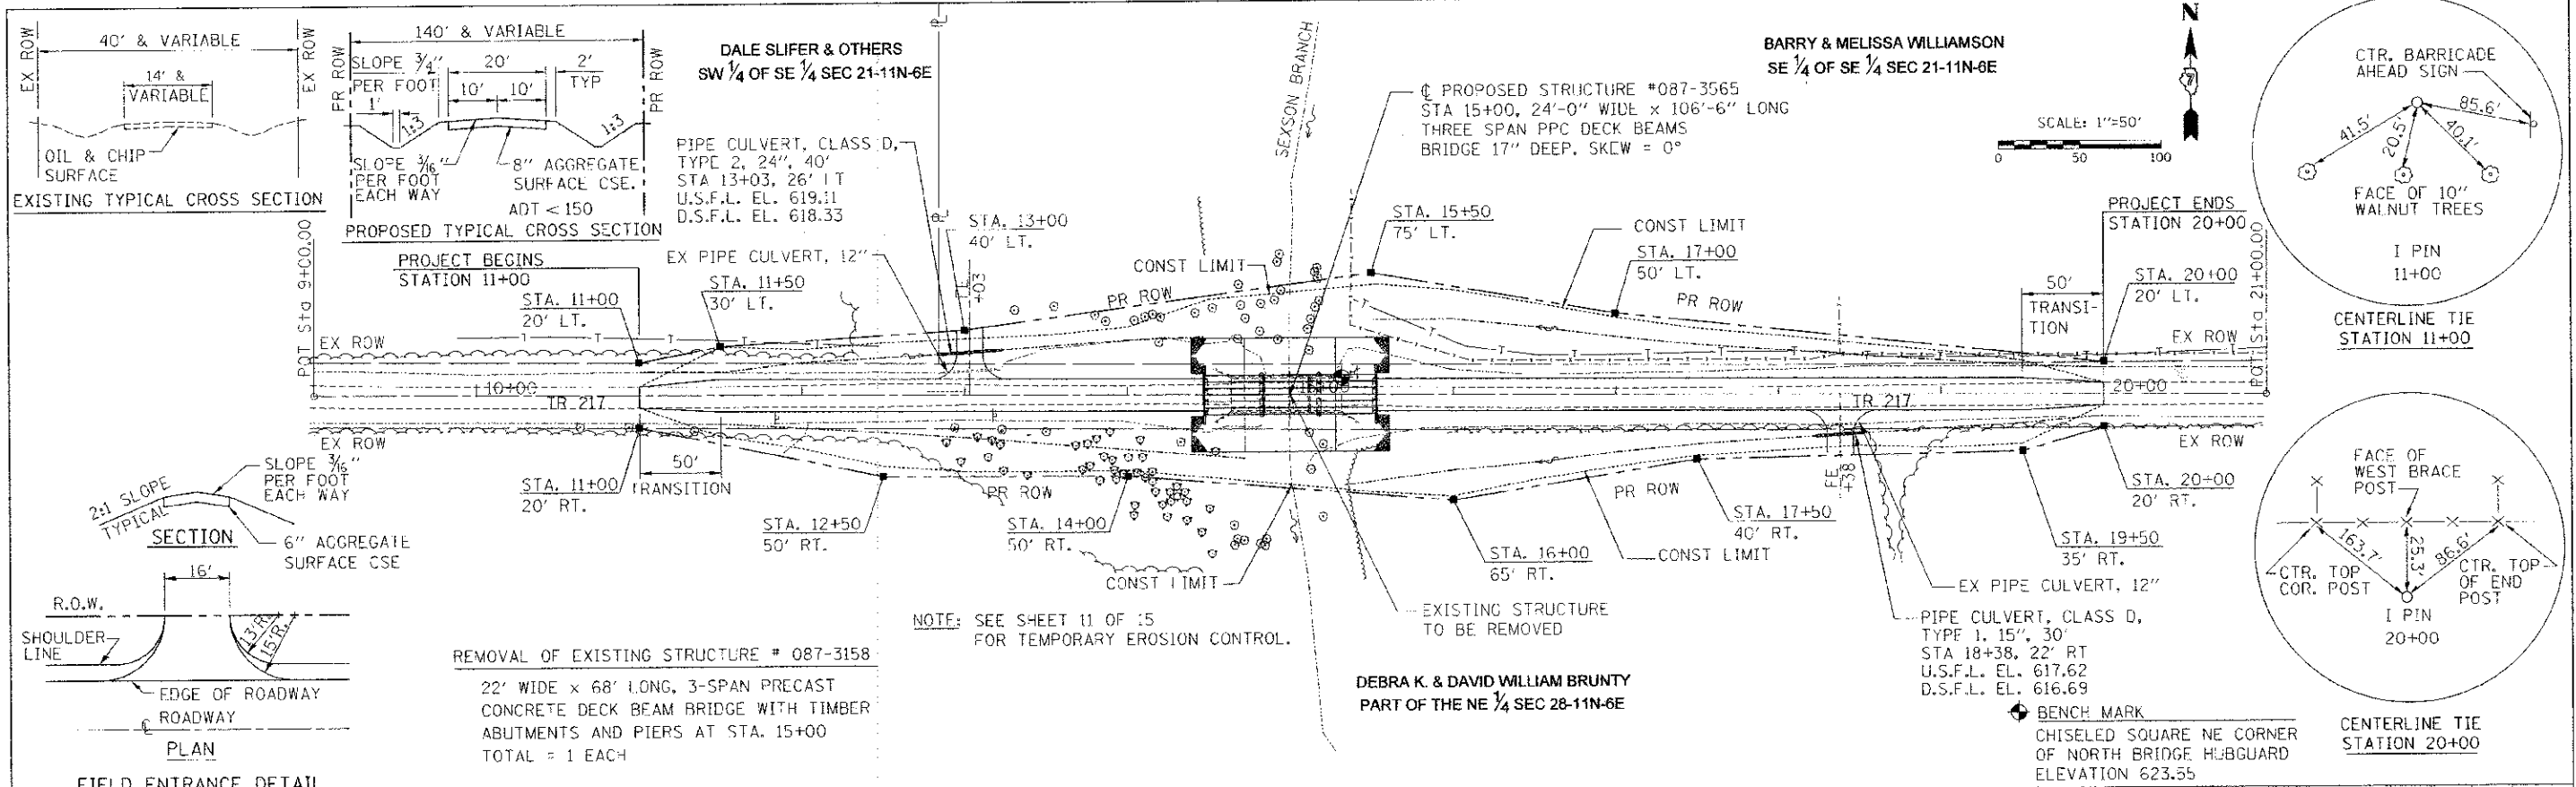 EX ROW
40' & VARIABLE
EX ROW
14' &
VARIABLE
OIL & CHIP
SURFACE
EXISTING TYPICAL CROSS SECTION
PR ROW
140' & VARIABLE
PR ROW
SLOPE 3/4"
PER FOOT
20'
2'
TYP
10'
10'
1'
1:3
1:3
SLOPE 3/16"
PER FOOT
EACH WAY
8" AGGREGATE
SURFACE CSE.
ADT < 150
PROPOSED TYPICAL CROSS SECTION
DALE SLIFER & OTHERS
SW 1/4 OF SE 1/4 SEC 21-11N-6E
PIPE CULVERT, CLASS D,
TYPE 2, 24", 40'
STA 13+03, 26' LT
U.S.F.L. EL. 619.11
D.S.F.L. EL. 618.33
EX PIPE CULVERT, 12"
SEXSON BRANCH
BARRY & MELISSA WILLIAMSON
SE 1/4 OF SE 1/4 SEC 21-11N-6E
℄ PROPOSED STRUCTURE #087-3565
STA 15+00, 24'-0" WIDE x 106'-6" LONG
THREE SPAN PPC DECK BEAMS
BRIDGE 17" DEEP, SKEW = 0°
N
SCALE: 1"=50'
0 50 100
CTR. BARRICADE
AHEAD SIGN
85.6'
41.5'
20.5'
40.1'
FACE OF 10"
WALNUT TREES
I PIN
11+00
CENTERLINE TIE
STATION 11+00
POT Sta 9+00.00
PROJECT BEGINS
STATION 11+00
STA. 11+00
20' LT.
STA. 11+50
30' LT.
STA. 13+00
40' LT.
+03
CONST LIMIT
PR ROW
STA. 15+50
75' LT.
CONST LIMIT
STA. 17+00
50' LT.
PR ROW
PROJECT ENDS
STATION 20+00
50'
TRANSI-
TION
STA. 20+00
20' LT.
POT Sta 21+00.00
EX ROW
EX ROW
10+00
TR 217
TR 217
20+00
EX ROW
EX ROW
50'
TRANSITION
STA. 11+00
20' RT.
STA. 12+50
50' RT.
PR ROW
STA. 14+00
50' RT.
CONST LIMIT
STA. 16+00
65' RT.
PR ROW
CONST LIMIT
STA. 17+50
40' RT.
FE
+38
STA. 19+50
35' RT.
STA. 20+00
20' RT.
EX PIPE CULVERT, 12"
PIPE CULVERT, CLASS D,
TYPE 1, 15", 30'
STA 18+38, 22' RT
U.S.F.L. EL. 617.62
D.S.F.L. EL. 616.69
EXISTING STRUCTURE
TO BE REMOVED
NOTE: SEE SHEET 11 OF 15
FOR TEMPORARY EROSION CONTROL.
DEBRA K. & DAVID WILLIAM BRUNTY
PART OF THE NE 1/4 SEC 28-11N-6E
BENCH MARK
CHISELED SQUARE NE CORNER
OF NORTH BRIDGE HUBGUARD
ELEVATION 623.55
FACE OF
WEST BRACE
POST
163.7'
25.3'
86.6'
CTR. TOP
COR. POST
CTR. TOP
OF END
POST
I PIN
20+00
CENTERLINE TIE
STATION 20+00
2:1 SLOPE
TYPICAL
SLOPE 3/16"
PER FOOT
EACH WAY
SECTION
6" AGGREGATE
SURFACE CSE
16'
R.O.W.
13'R.
15'R.
SHOULDER
LINE
EDGE OF ROADWAY
℄ ROADWAY
PLAN
FIELD ENTRANCE DETAIL
REMOVAL OF EXISTING STRUCTURE # 087-3158
22' WIDE x 68' LONG, 3-SPAN PRECAST
CONCRETE DECK BEAM BRIDGE WITH TIMBER
ABUTMENTS AND PIERS AT STA. 15+00
TOTAL = 1 EACH